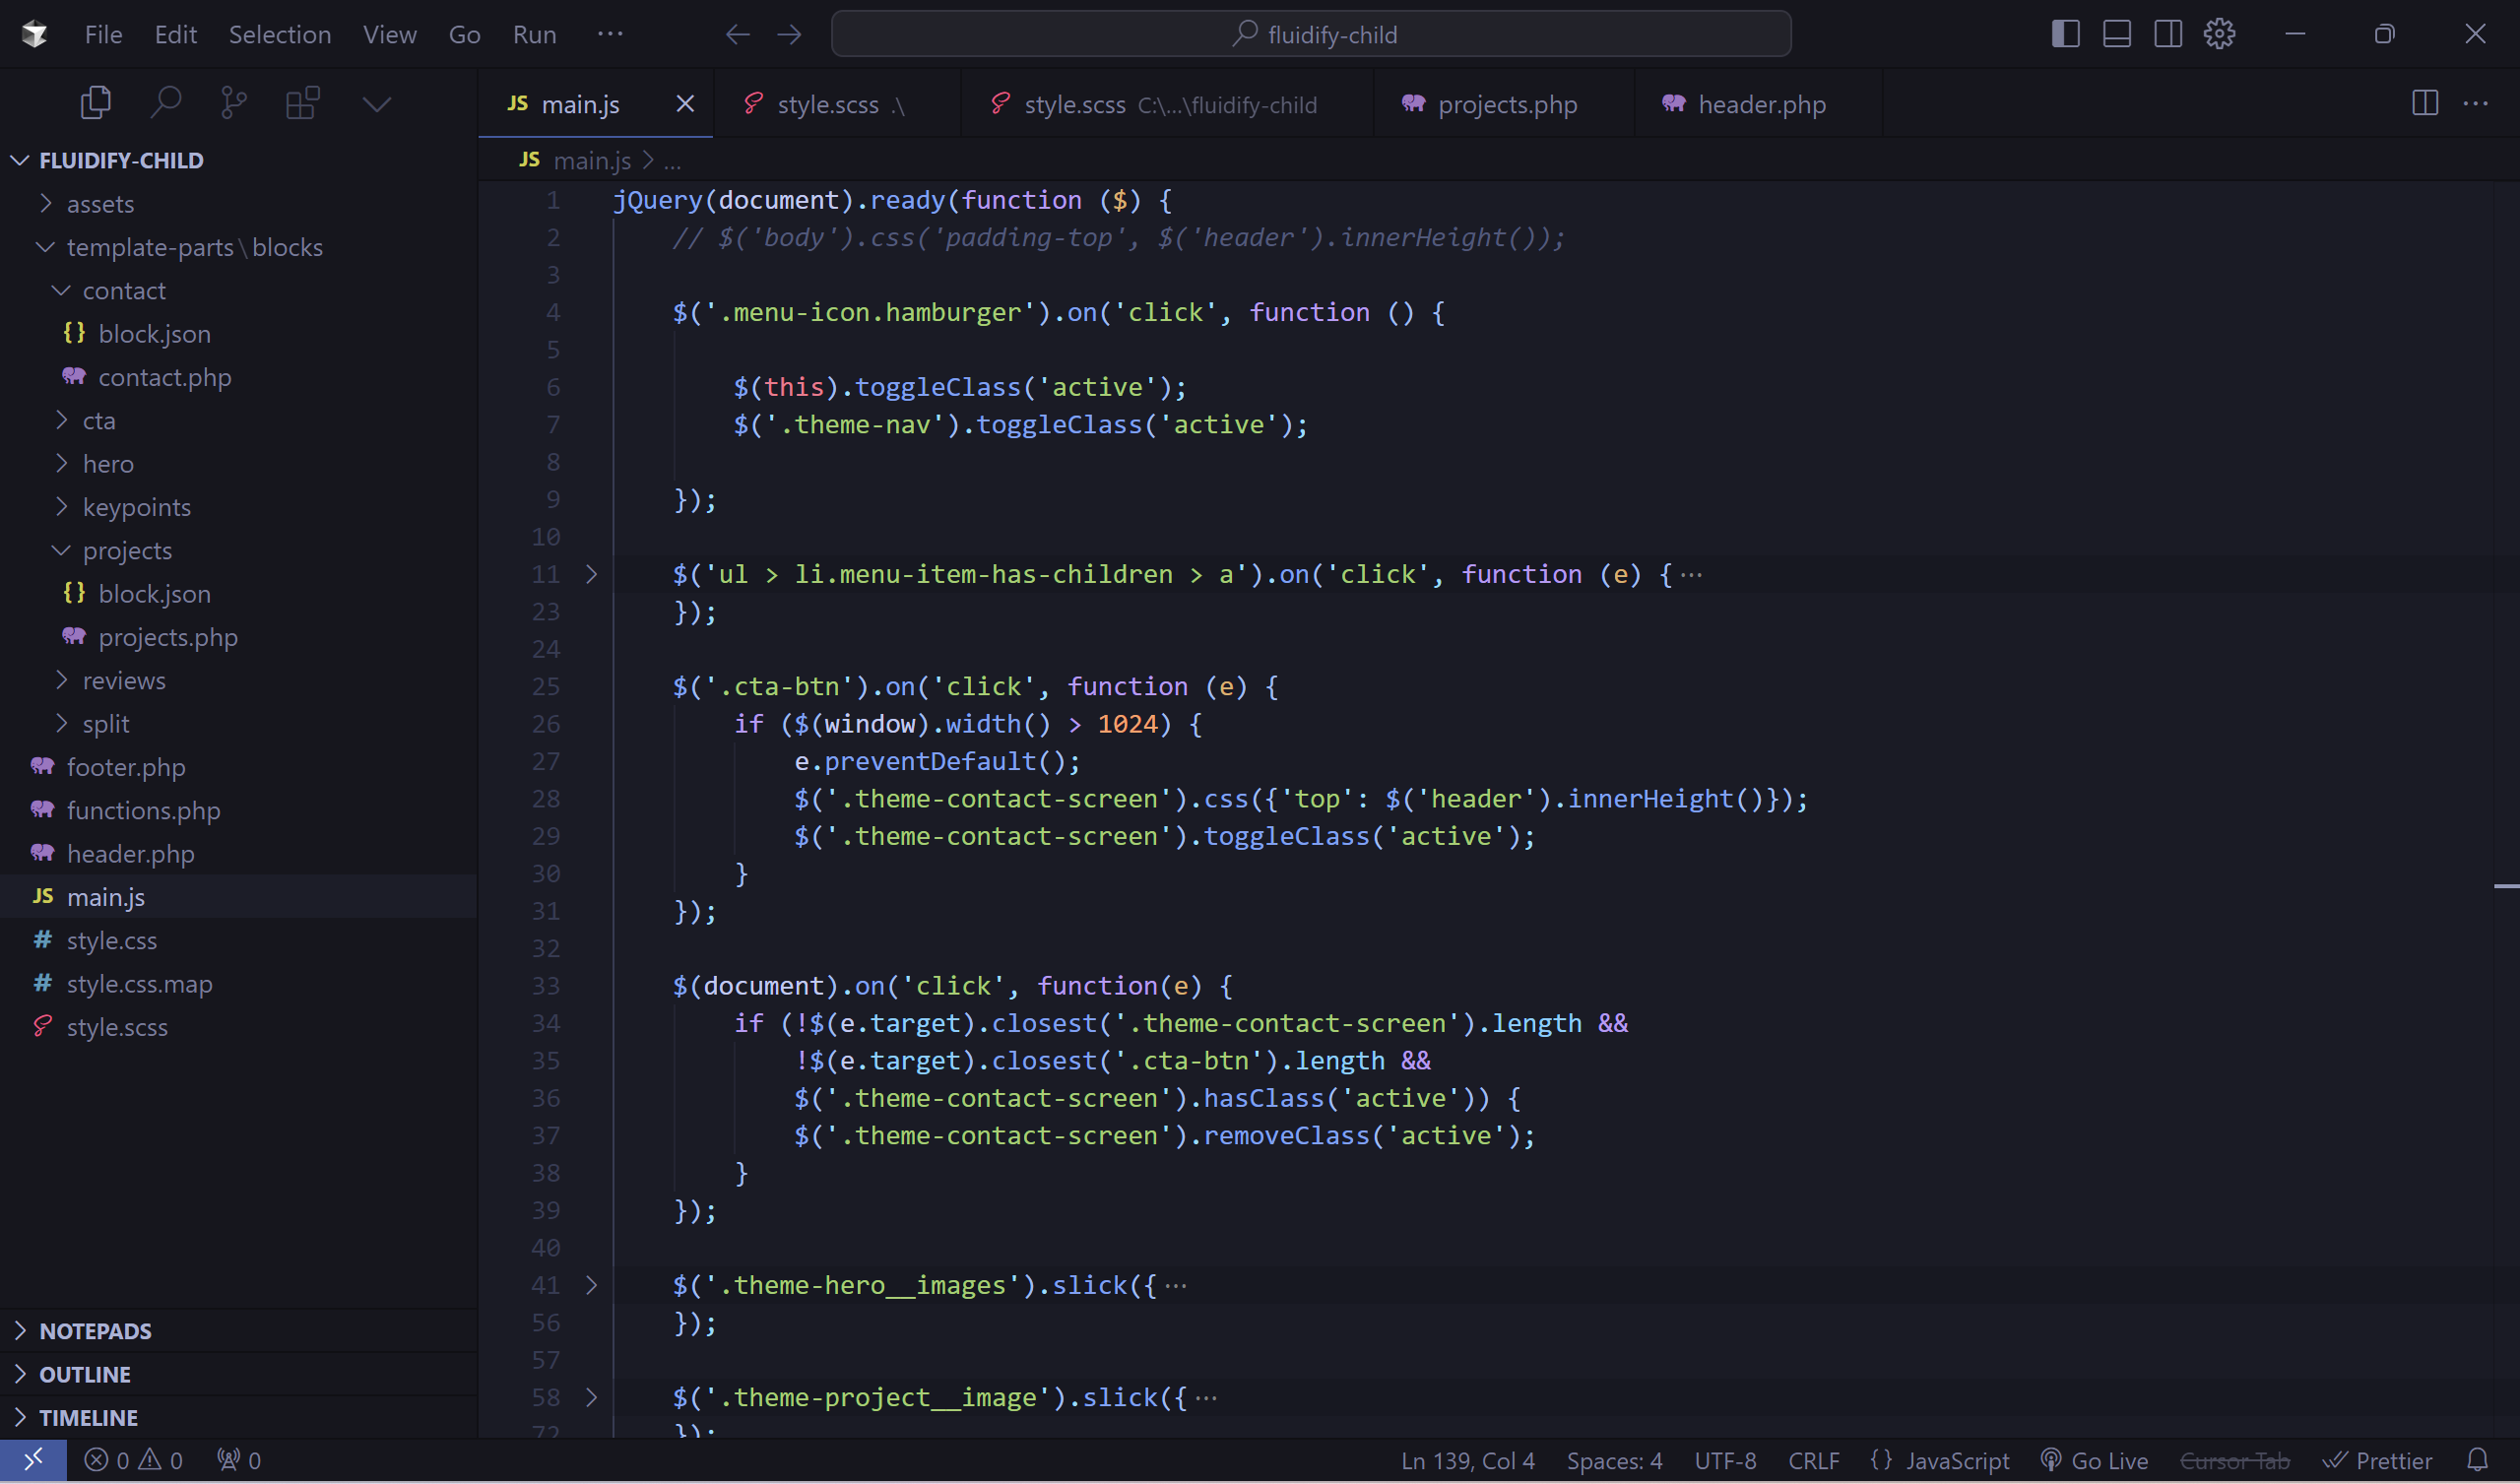 File Edit Selection View Go Run ···
fluidify-child
JS main.js
style.scss .\
style.scss C:\...\fluidify-child
projects.php
header.php
JS main.js > ...
FLUIDIFY-CHILD
assets
template-parts\blocks
contact
{} block.json
contact.php
cta
hero
keypoints
projects
{} block.json
projects.php
reviews
split
footer.php
functions.php
header.php
JS main.js
# style.css
# style.css.map
style.scss
NOTEPADS
OUTLINE
TIMELINE
1 jQuery(document).ready(function ($) {
2 // $('body').css('padding-top', $('header').innerHeight());
3
4 $('.menu-icon.hamburger').on('click', function () {
5
6 $(this).toggleClass('active');
7 $('.theme-nav').toggleClass('active');
8
9 });
10
11 $('ul > li.menu-item-has-children > a').on('click', function (e) {···
23 });
24
25 $('.cta-btn').on('click', function (e) {
26 if ($(window).width() > 1024) {
27 e.preventDefault();
28 $('.theme-contact-screen').css({'top': $('header').innerHeight()});
29 $('.theme-contact-screen').toggleClass('active');
30 }
31 });
32
33 $(document).on('click', function(e) {
34 if (!$(e.target).closest('.theme-contact-screen').length &&
35 !$(e.target).closest('.cta-btn').length &&
36 $('.theme-contact-screen').hasClass('active')) {
37 $('.theme-contact-screen').removeClass('active');
38 }
39 });
40
41 $('.theme-hero__images').slick({···
56 });
57
58 $('.theme-project__image').slick({···
72 });
0 0 0
Ln 139, Col 4 Spaces: 4 UTF-8 CRLF {} JavaScript Go Live Cursor Tab Prettier